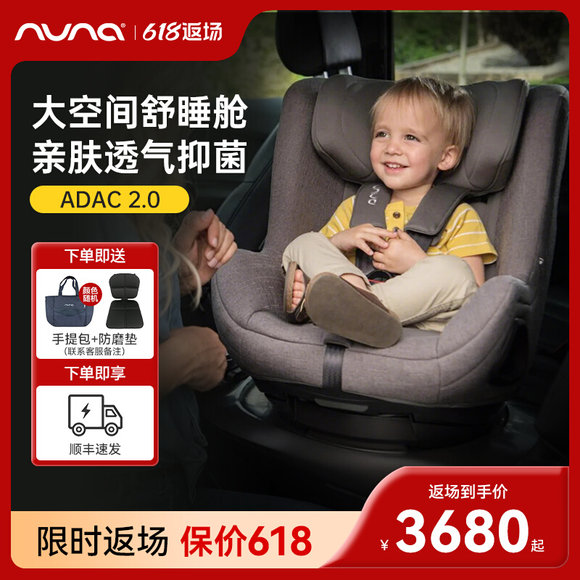 nuna | 618返场
大空间舒睡舱
亲肤透气抑菌
ADAC 2.0
下单即送
颜色
随机
手提包+防磨垫
(联系客服备注)
下单即享
顺丰速发
nuna
限时返场 保价618
返场到手价
¥3680起